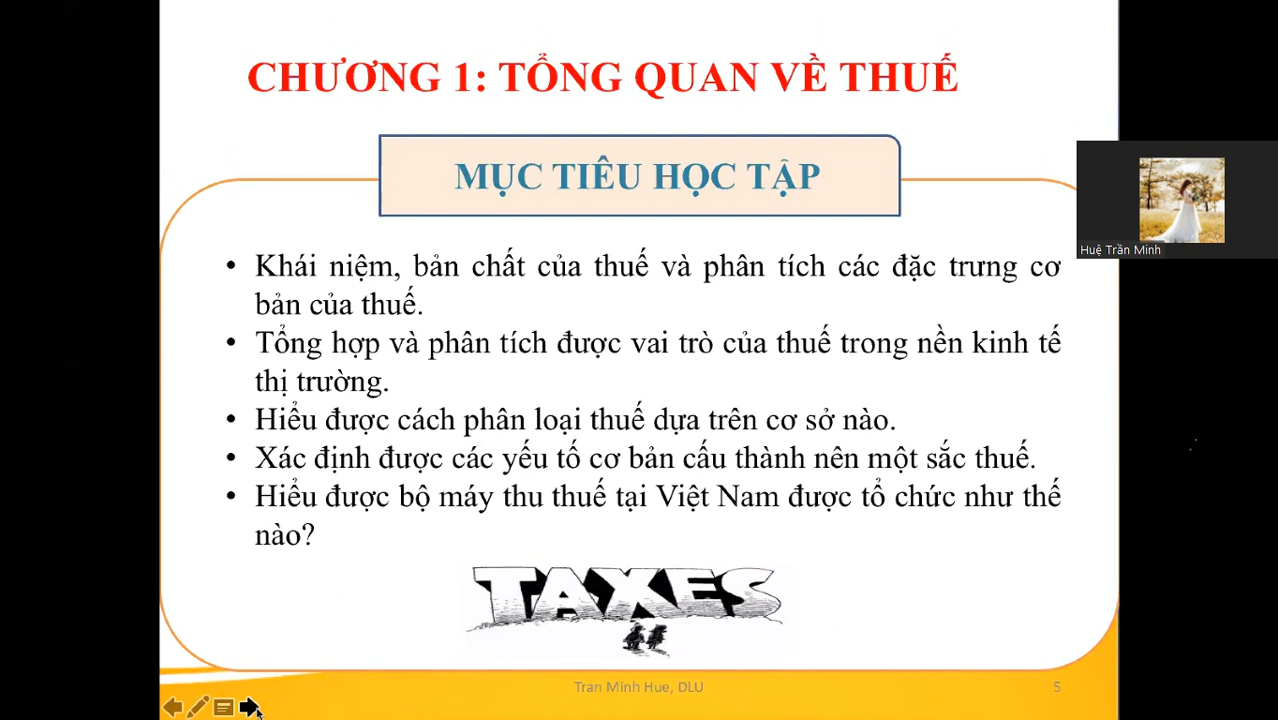 CHƯƠNG 1: TỔNG QUAN VỀ THUẾ
MỤC TIÊU HỌC TẬP
Huệ Trần Minh
• Khái niệm, bản chất của thuế và phân tích các đặc trưng cơ
bản của thuế.
• Tổng hợp và phân tích được vai trò của thuế trong nền kinh tế
thị trường.
• Hiểu được cách phân loại thuế dựa trên cơ sở nào.
• Xác định được các yếu tố cơ bản cấu thành nên một sắc thuế.
• Hiểu được bộ máy thu thuế tại Việt Nam được tổ chức như thế
nào?
TAXES
Tran Minh Hue, DLU
5